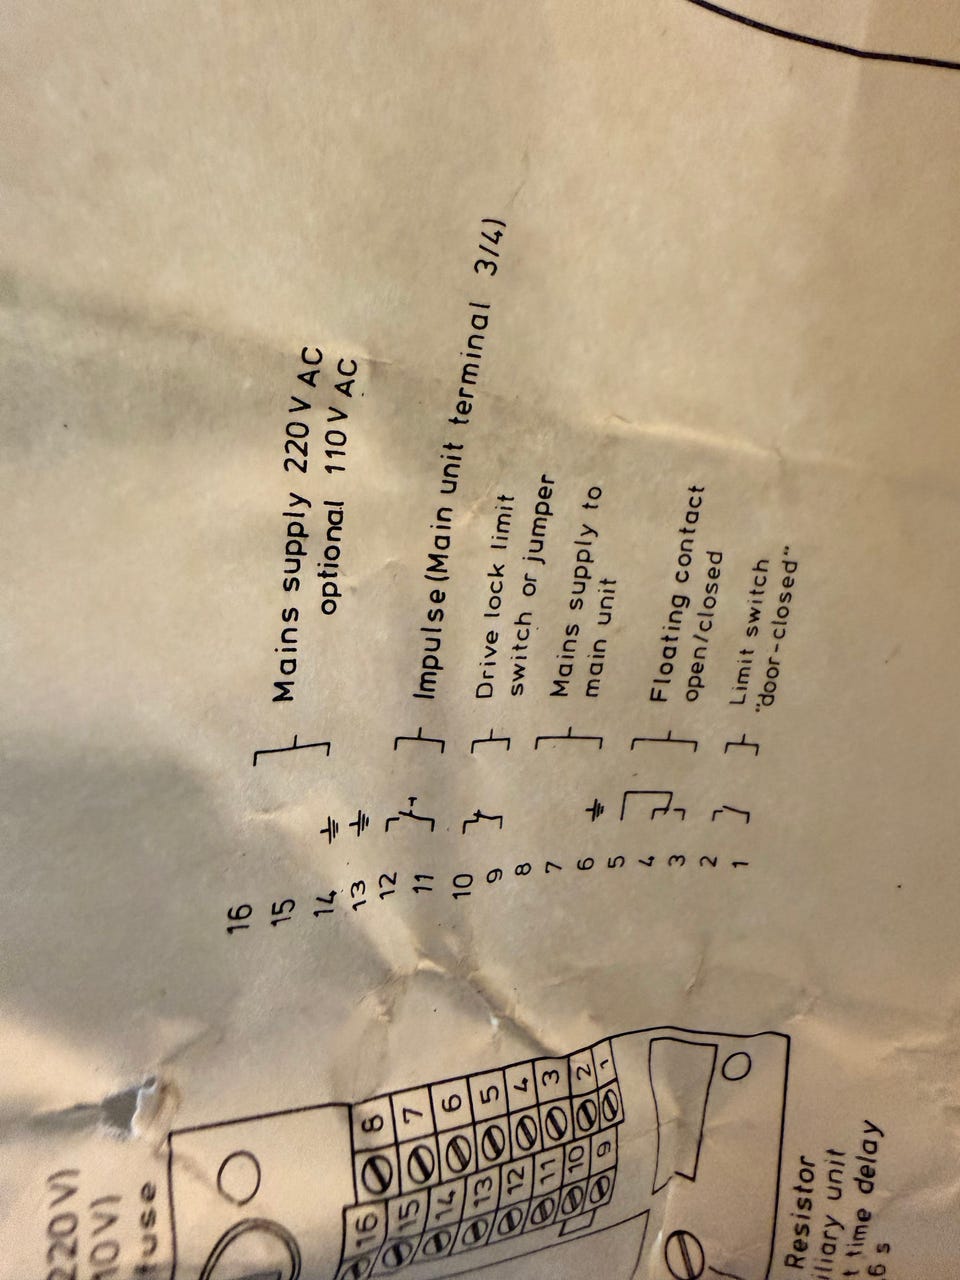 16
15
14
13
12
11
10
9
8
7
6
5
4
3
2
1
Mains supply 220V AC
optional 110V AC
Impulse (Main unit terminal 3/4)
Drive lock limit
switch or jumper
Mains supply to
main unit
Floating contact
open/closed
Limit switch
"door-closed"
220V)
10V)
fuse
8 7 6 5 4 3 2 1
16 15 14 13 12 11 10 9
Resistor
liary unit
t time delay
6 s